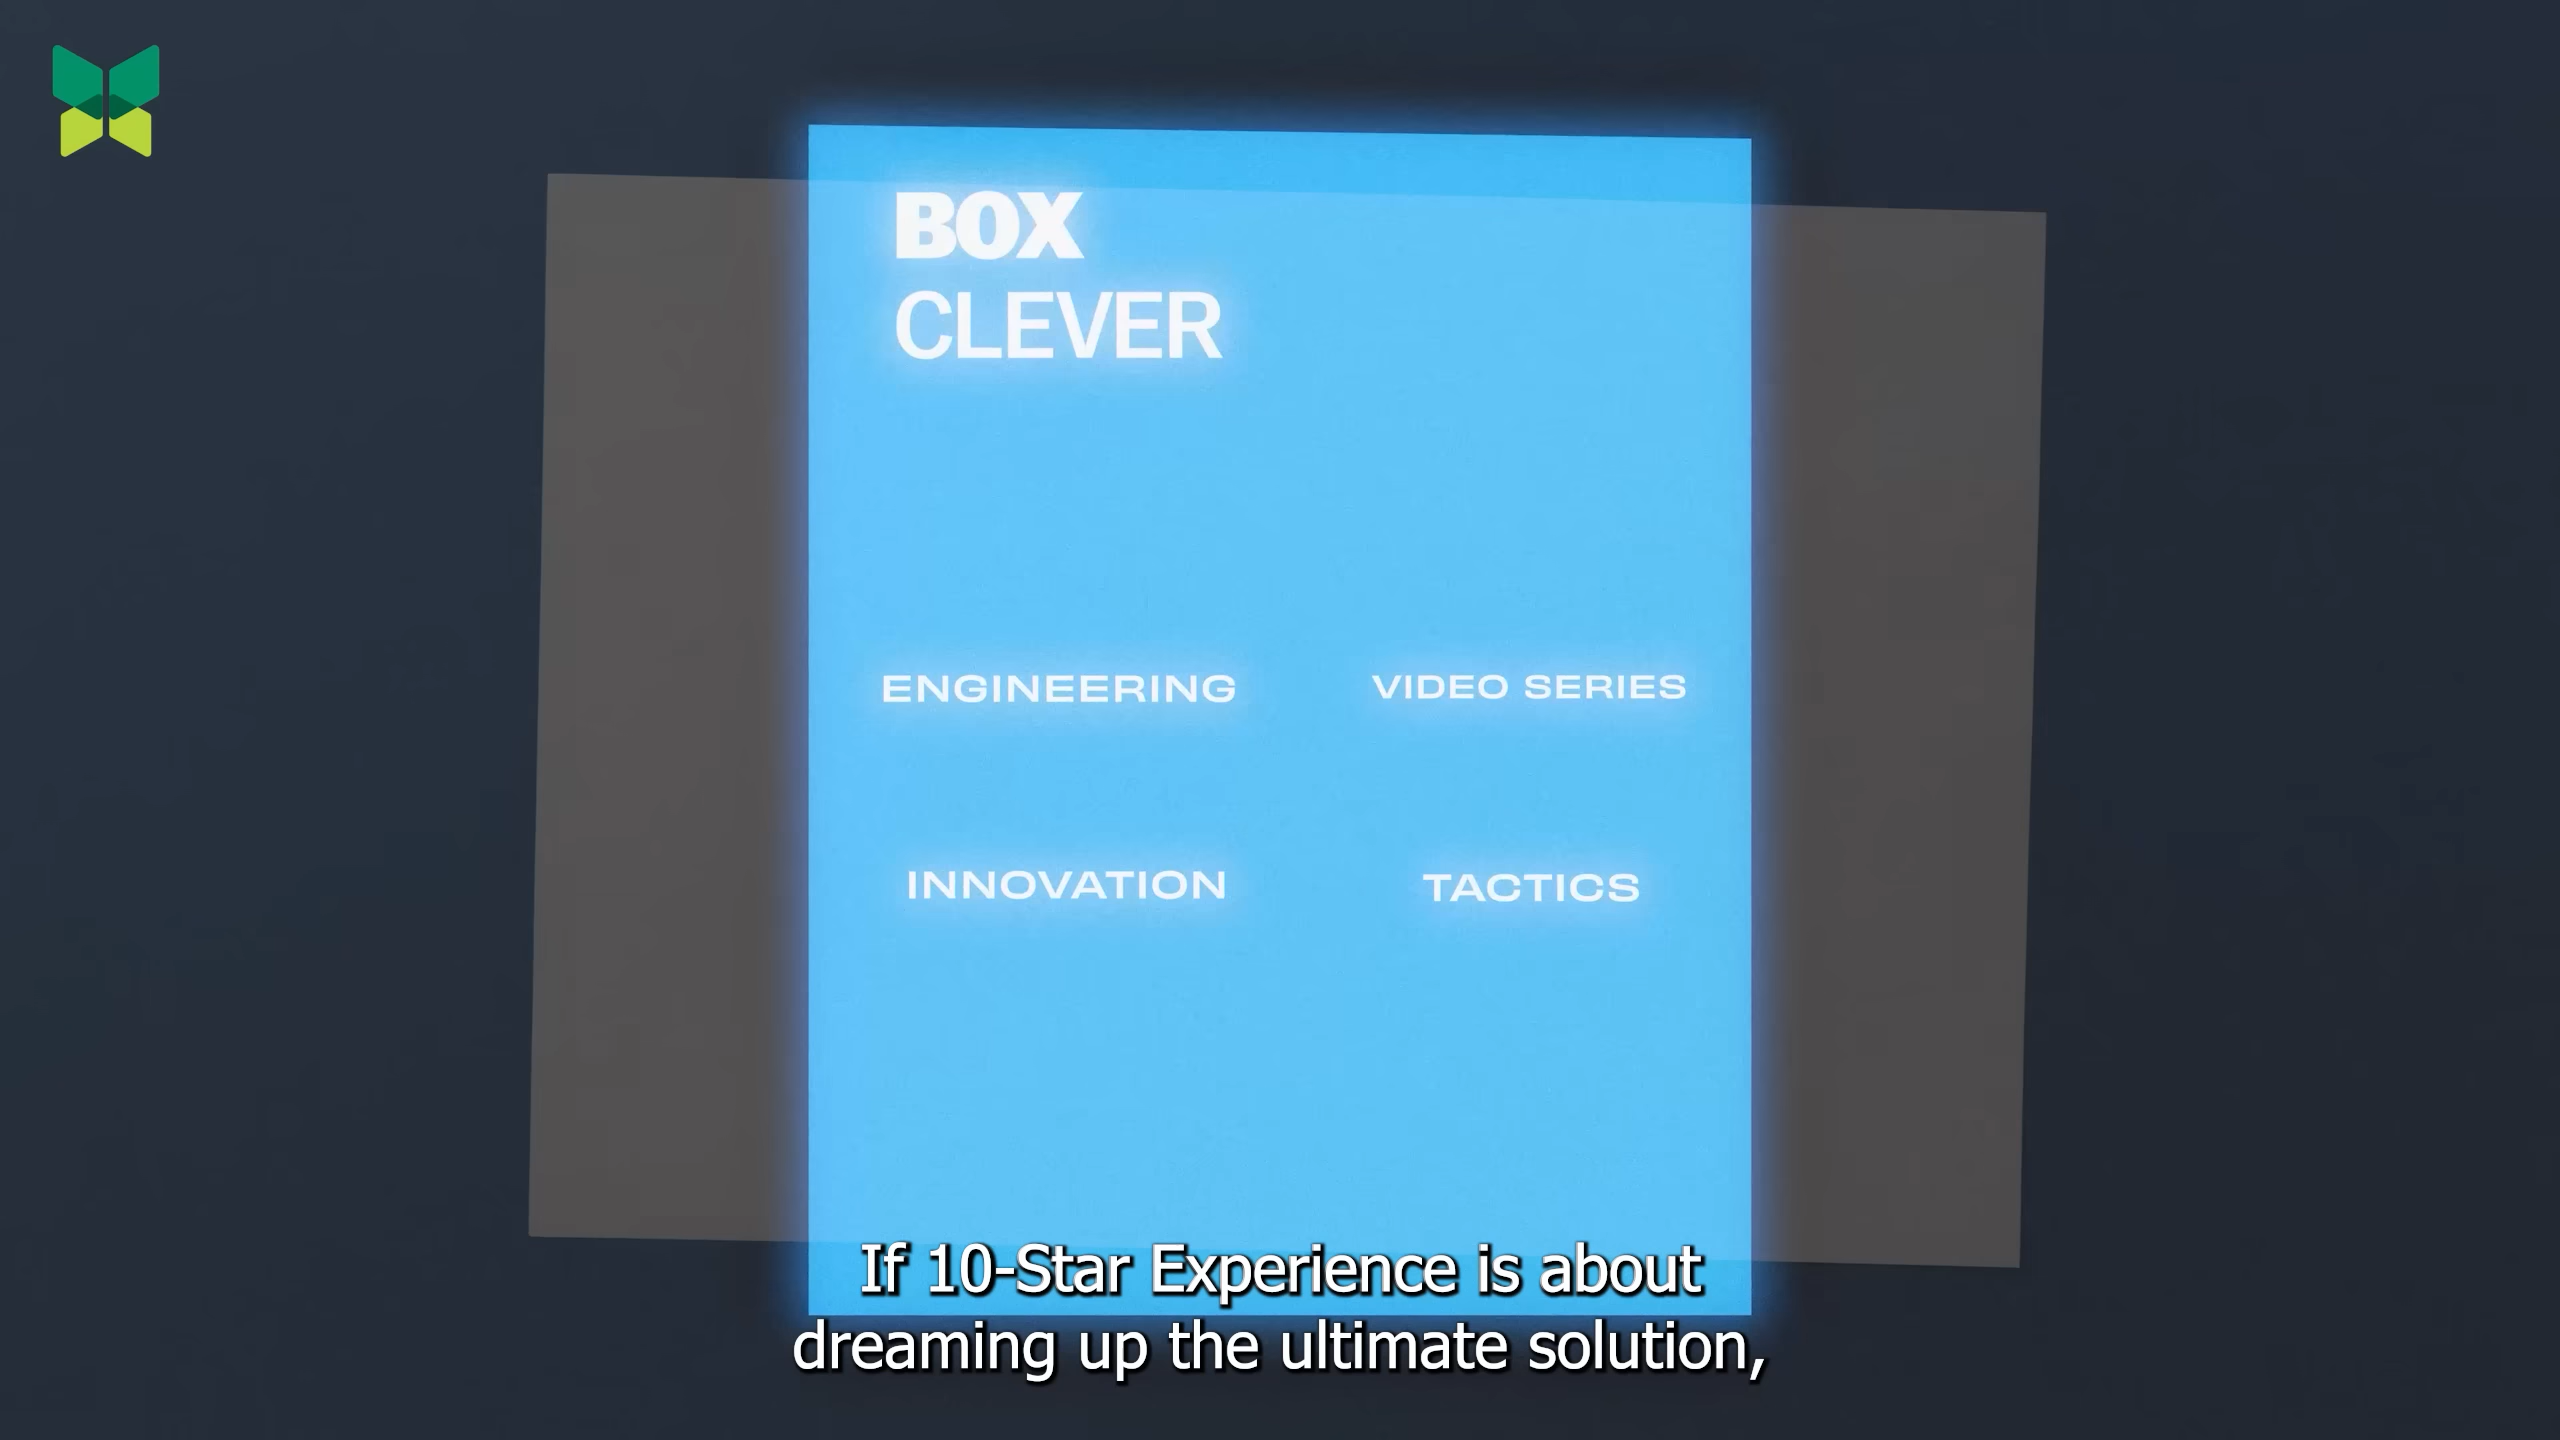 BOX
CLEVER
ENGINEERING
VIDEO SERIES
INNOVATION
TACTICS
If 10-Star Experience is about
dreaming up the ultimate solution,